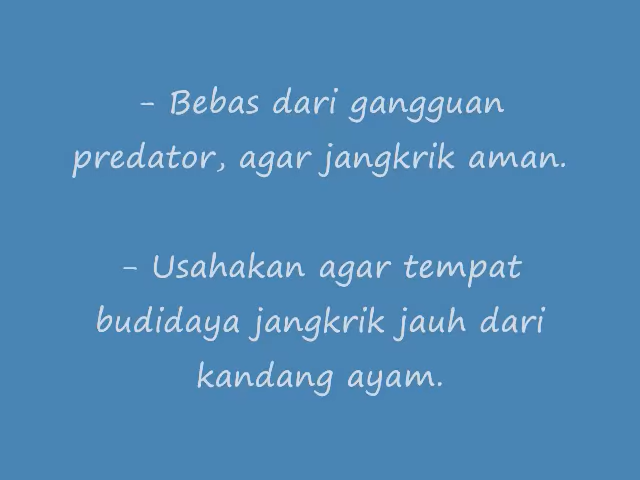 - Bebas dari gangguan
predator, agar jangkrik aman.
- Usahakan agar tempat
budidaya jangkrik jauh dari
kandang ayam.